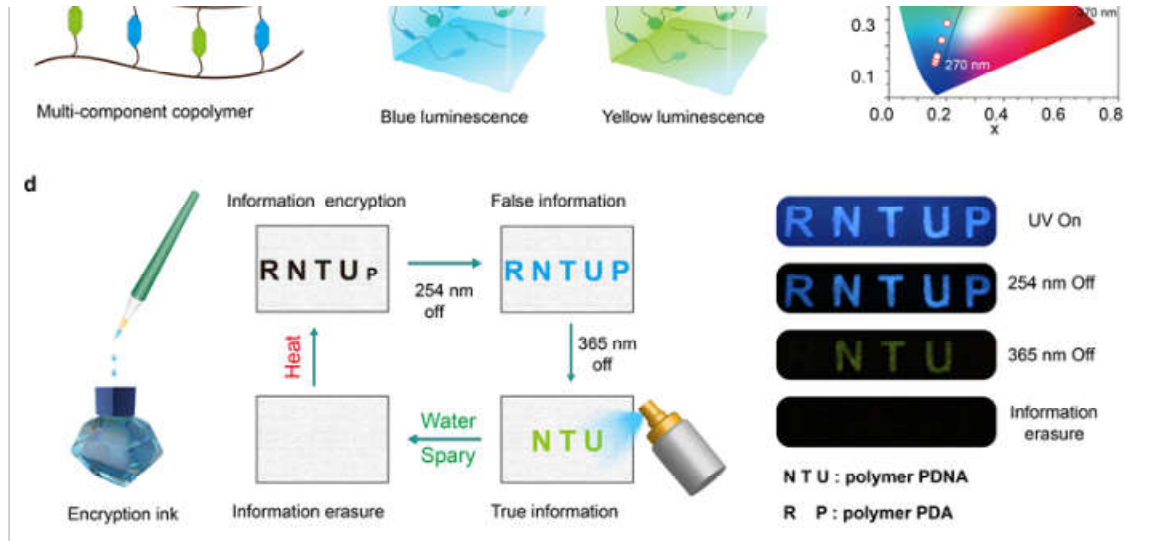 370 nm
0.3
270 nm
0.1
0.0 0.2 0.4 0.6 0.8
x
Multi-component copolymer
Blue luminescence
Yellow luminescence
d
Information encryption
False information
RNTUP
254 nm
off
RNTUP
365 nm
off
Heat
Water
Spary
NTU
Encryption ink
Information erasure
True information
RNTUP
UV On
RNTUP
254 nm Off
NTU
365 nm Off
Information
erasure
N T U : polymer PDNA
R P : polymer PDA